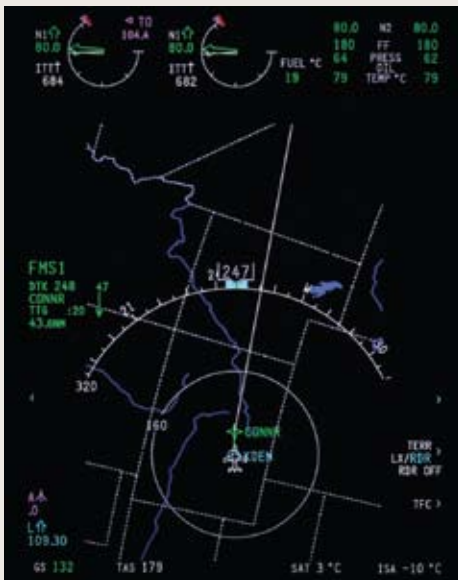 TO
N1 104.4 N1 80.0 N2 80.0
80.0 80.0 180 FF 180
ITT ITT FUEL °C 64 PRESS 62
684 682 OIL
19 79 TEMP °C 79
247
FMS1
DTK 248 47
CONNR
TTG :20
43.8NM
21
320
160
CONNR
KDEN
TERR
LX/RDR
RDR OFF
TFC
A
.0
L
109.30
GS 132 TAS 179 SAT 3 °C ISA -10 °C